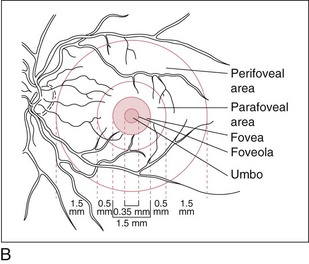 Perifoveal
area
Parafoveal
area
Fovea
Foveola
Umbo
1.5 mm
0.5 mm
0.35 mm
0.5 mm
1.5 mm
1.5 mm
B